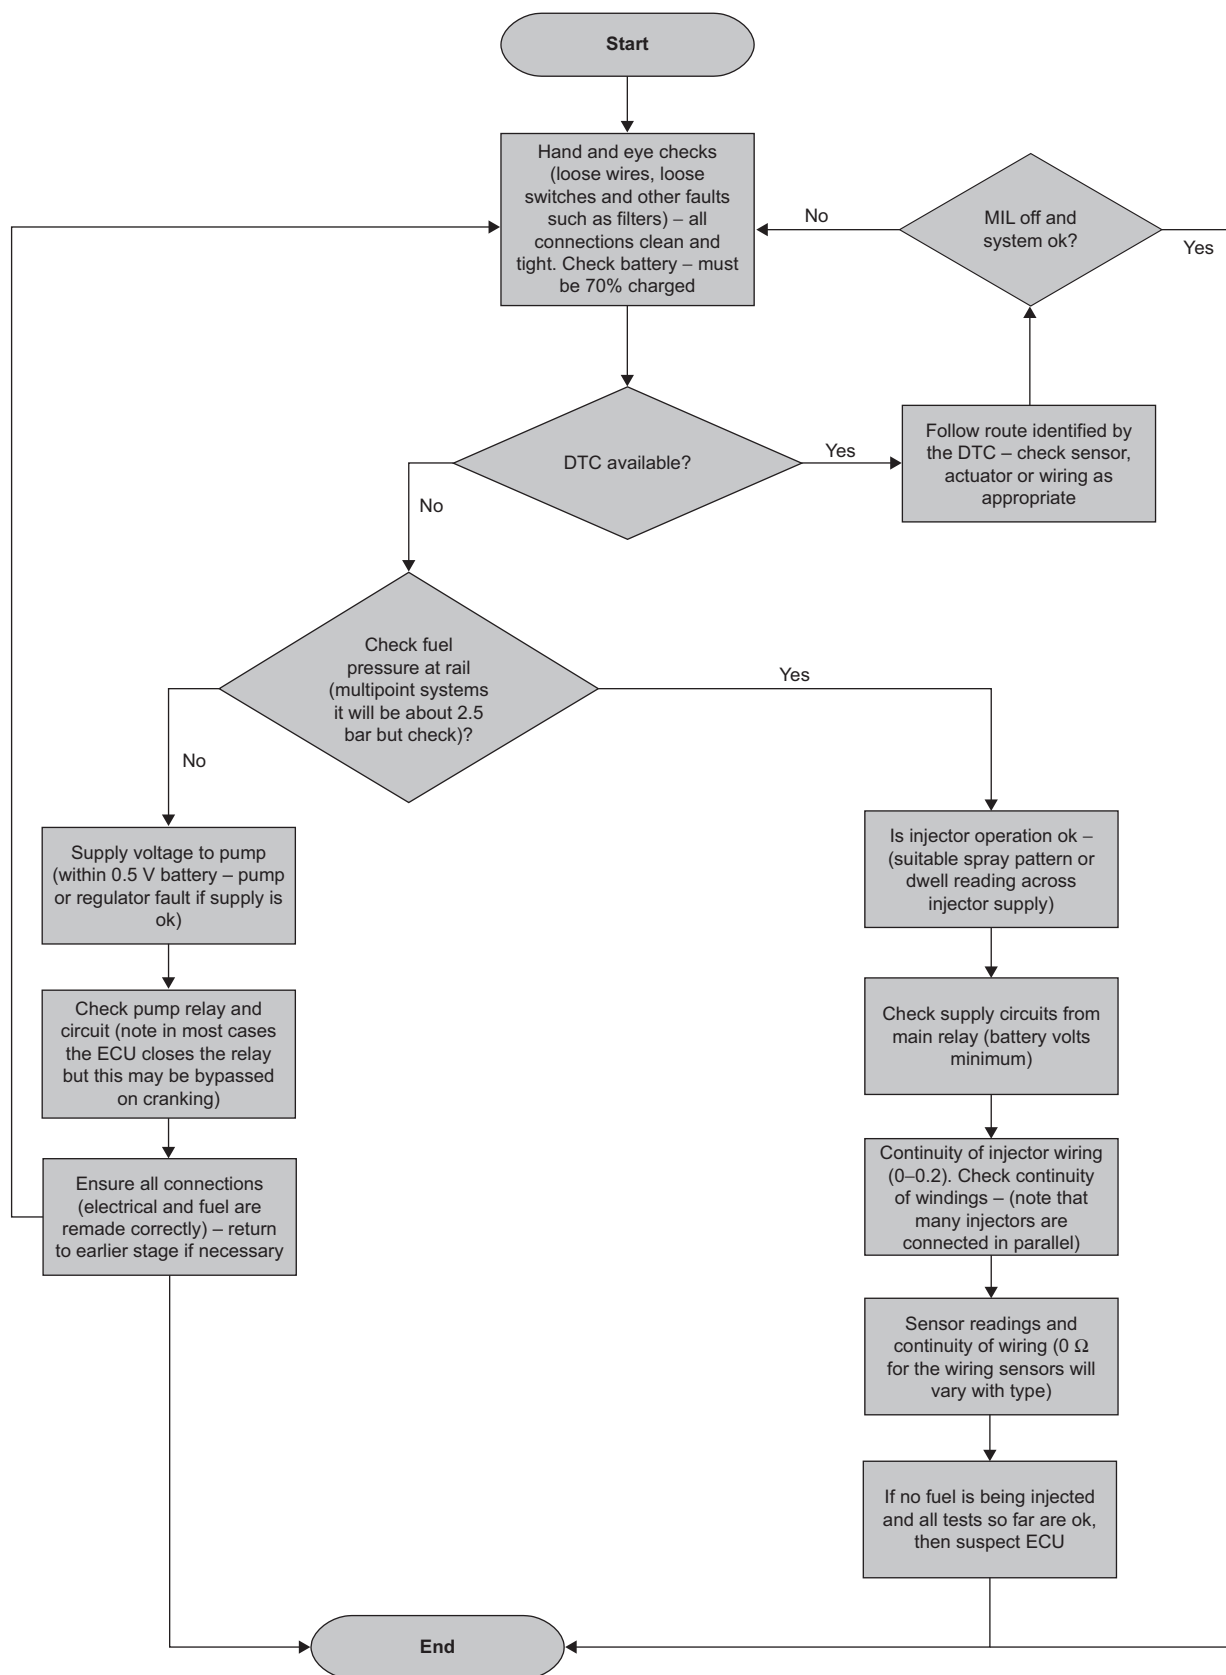 Start
Hand and eye checks
(loose wires, loose
switches and other faults
such as filters) – all
connections clean and
tight. Check battery – must
be 70% charged
No
MIL off and
system ok?
Yes
DTC available?
Yes
Follow route identified by
the DTC – check sensor,
actuator or wiring as
appropriate
No
Check fuel
pressure at rail
(multipoint systems
it will be about 2.5
bar but check)?
Yes
No
Supply voltage to pump
(within 0.5 V battery – pump
or regulator fault if supply is
ok)
Check pump relay and
circuit (note in most cases
the ECU closes the relay
but this may be bypassed
on cranking)
Ensure all connections
(electrical and fuel are
remade correctly) – return
to earlier stage if necessary
Is injector operation ok –
(suitable spray pattern or
dwell reading across
injector supply)
Check supply circuits from
main relay (battery volts
minimum)
Continuity of injector wiring
(0–0.2). Check continuity
of windings – (note that
many injectors are
connected in parallel)
Sensor readings and
continuity of wiring (0 Ω
for the wiring sensors will
vary with type)
If no fuel is being injected
and all tests so far are ok,
then suspect ECU
End